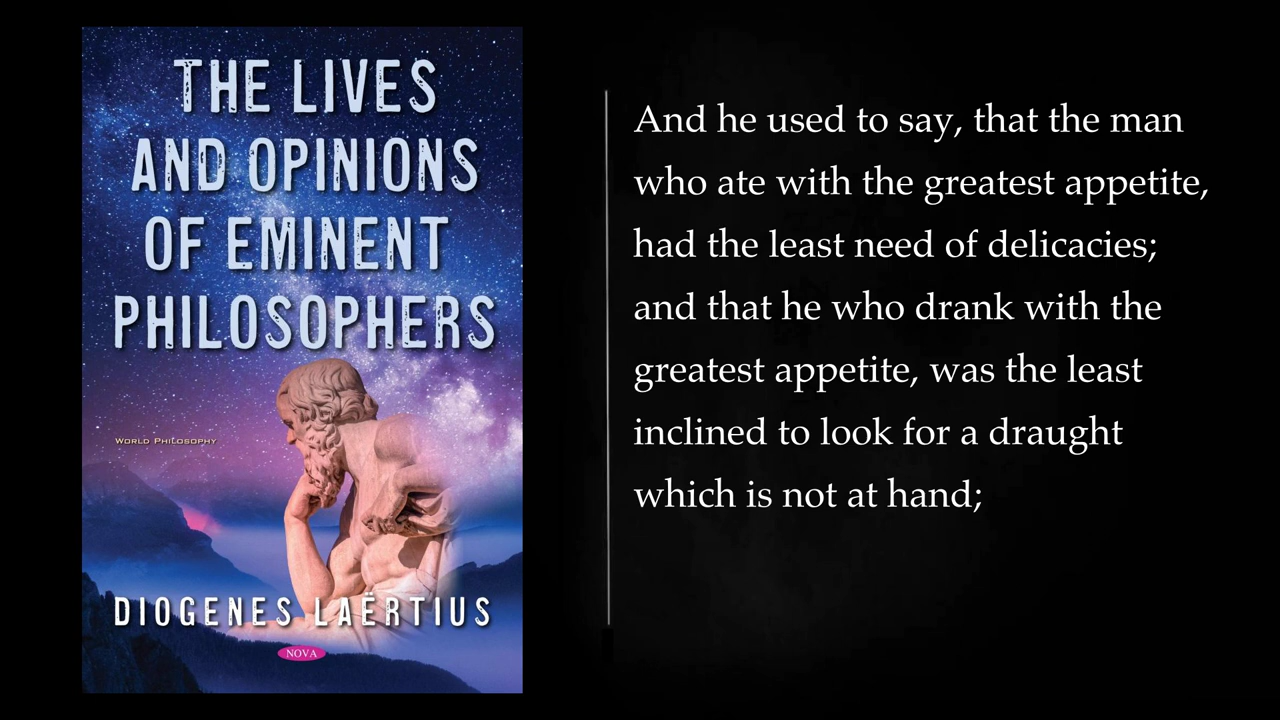 THE LIVES
AND OPINIONS
OF EMINENT
PHILOSOPHERS
WORLD PHILOSOPHY
DIOGENES LAËRTIUS
NOVA
And he used to say, that the man
who ate with the greatest appetite,
had the least need of delicacies;
and that he who drank with the
greatest appetite, was the least
inclined to look for a draught
which is not at hand;